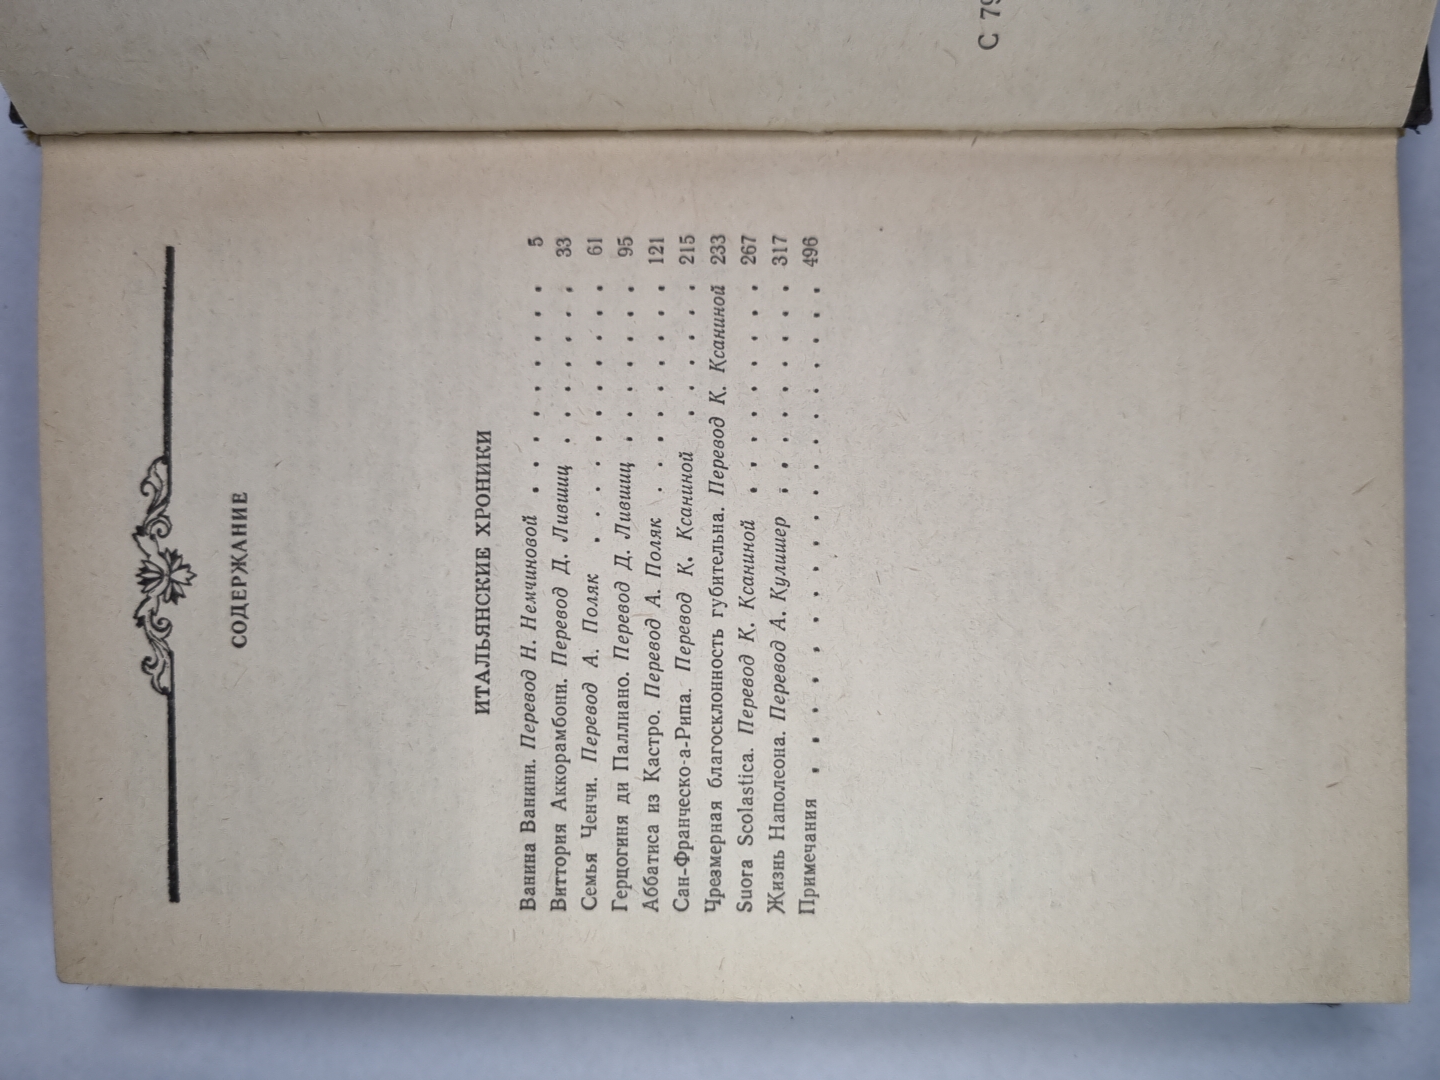 С 79
СОДЕРЖАНИЕ
ИТАЛЬЯНСКИЕ ХРОНИКИ
Ванина Ванини. Перевод Н. Немчиновой . . . . . . . . 5
Виттория Аккорамбони. Перевод Д. Лившиц . . . . . . . 33
Семья Ченчи. Перевод А. Поляк . . . . . . . . . . 61
Герцогиня ди Паллиано. Перевод Д. Лившиц . . . . . . . 95
Аббатиса из Кастро. Перевод А. Поляк . . . . . . . . 121
Сан-Франческо-а-Рипа. Перевод К. Ксаниной . . . . . . 215
Чрезмерная благосклонность губительна. Перевод К. Ксаниной 233
Suora Scolastica. Перевод К. Ксаниной . . . . . . . . 267
Жизнь Наполеона. Перевод А. Кулишер . . . . . . . . 317
Примечания . . . . . . . . . . . . . . . . . . . 496